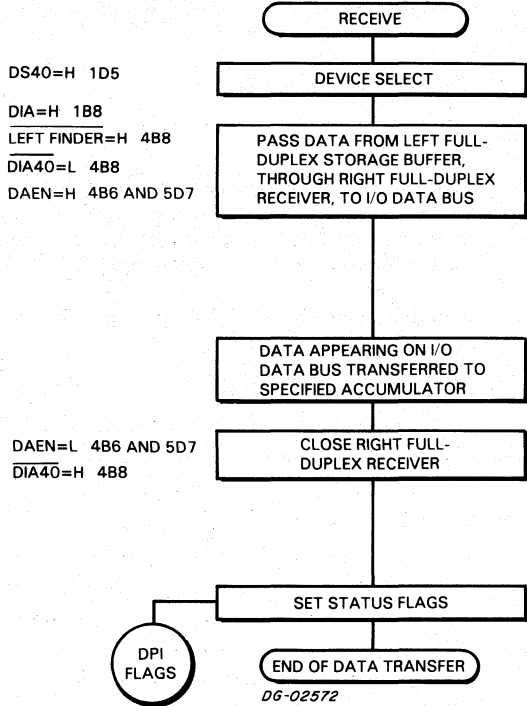 RECEIVE
DS40=H 1D5
DEVICE SELECT
DIA=H 1B8
LEFT FINDER=H 4B8
DIA40=L 4B8
DAEN=H 4B6 AND 5D7
PASS DATA FROM LEFT FULL-
DUPLEX STORAGE BUFFER,
THROUGH RIGHT FULL-DUPLEX
RECEIVER, TO I/O DATA BUS
DATA APPEARING ON I/O
DATA BUS TRANSFERRED TO
SPECIFIED ACCUMULATOR
DAEN=L 4B6 AND 5D7
DIA40=H 4B8
CLOSE RIGHT FULL-
DUPLEX RECEIVER
SET STATUS FLAGS
DPI
FLAGS
END OF DATA TRANSFER
DG-02572